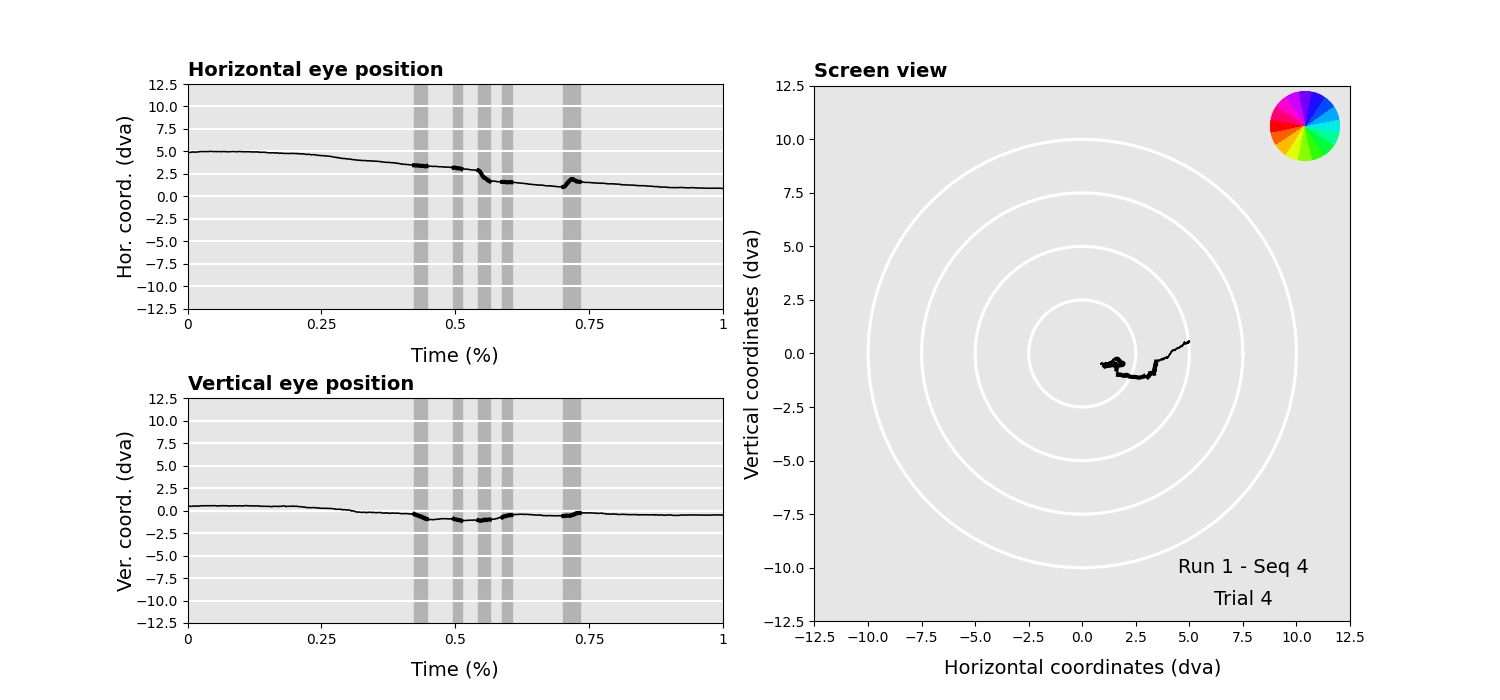 Horizontal eye position
12.5
10.0
7.5
5.0
2.5
0.0
−2.5
−5.0
−7.5
−10.0
−12.5
Hor. coord. (dva)
0 0.25 0.5 0.75 1
Time (%)
Vertical eye position
12.5
10.0
7.5
5.0
2.5
0.0
−2.5
−5.0
−7.5
−10.0
−12.5
Ver. coord. (dva)
0 0.25 0.5 0.75 1
Time (%)
Screen view
12.5
10.0
7.5
5.0
2.5
0.0
−2.5
−5.0
−7.5
−10.0
−12.5
Vertical coordinates (dva)
Run 1 - Seq 4
Trial 4
−12.5 −10.0 −7.5 −5.0 −2.5 0.0 2.5 5.0 7.5 10.0 12.5
Horizontal coordinates (dva)